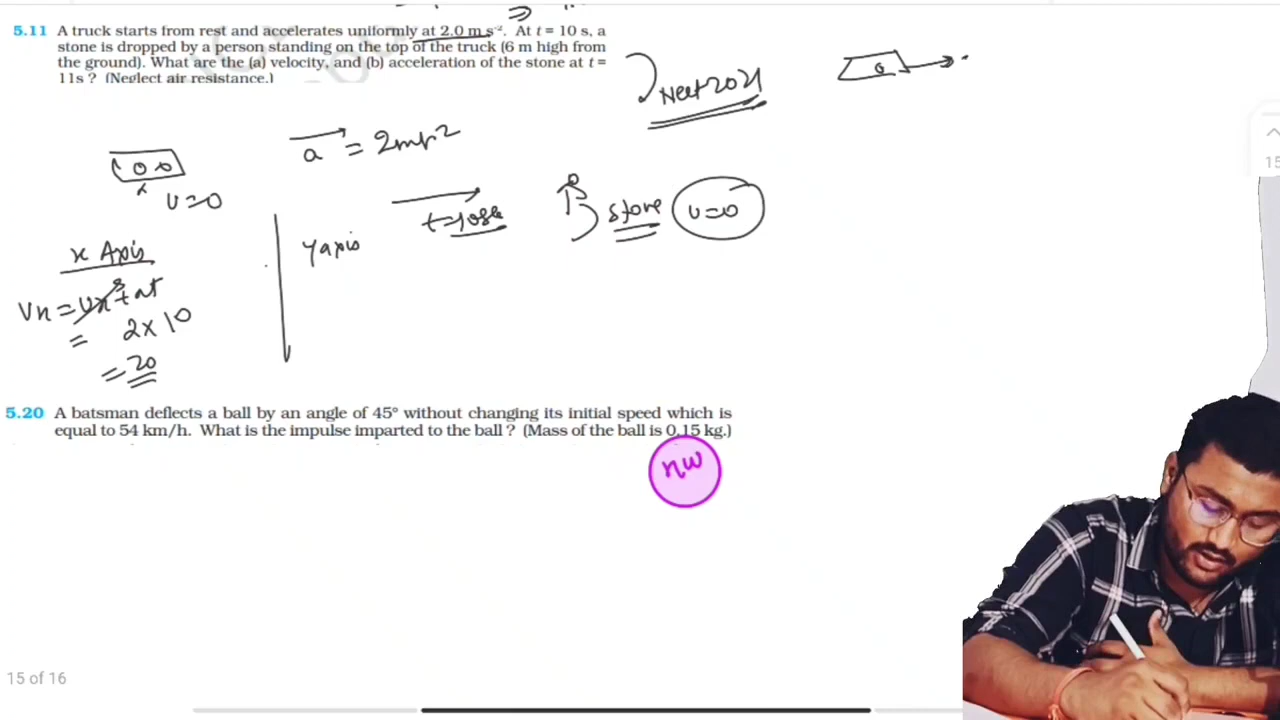 5.11 A truck starts from rest and accelerates uniformly at 2.0 m s⁻². At t = 10 s, a
stone is dropped by a person standing on the top of the truck (6 m high from
the ground). What are the (a) velocity, and (b) acceleration of the stone at t =
11s ? (Neglect air resistance.)
Neet 2021
a = 2m/s2
u=0
t=10sec
stone u=0
x Axis
y axis
Vx = ux + at
= 2x10
= 20
5.20 A batsman deflects a ball by an angle of 45° without changing its initial speed which is
equal to 54 km/h. What is the impulse imparted to the ball ? (Mass of the ball is 0.15 kg.)
HW
15 of 16
15